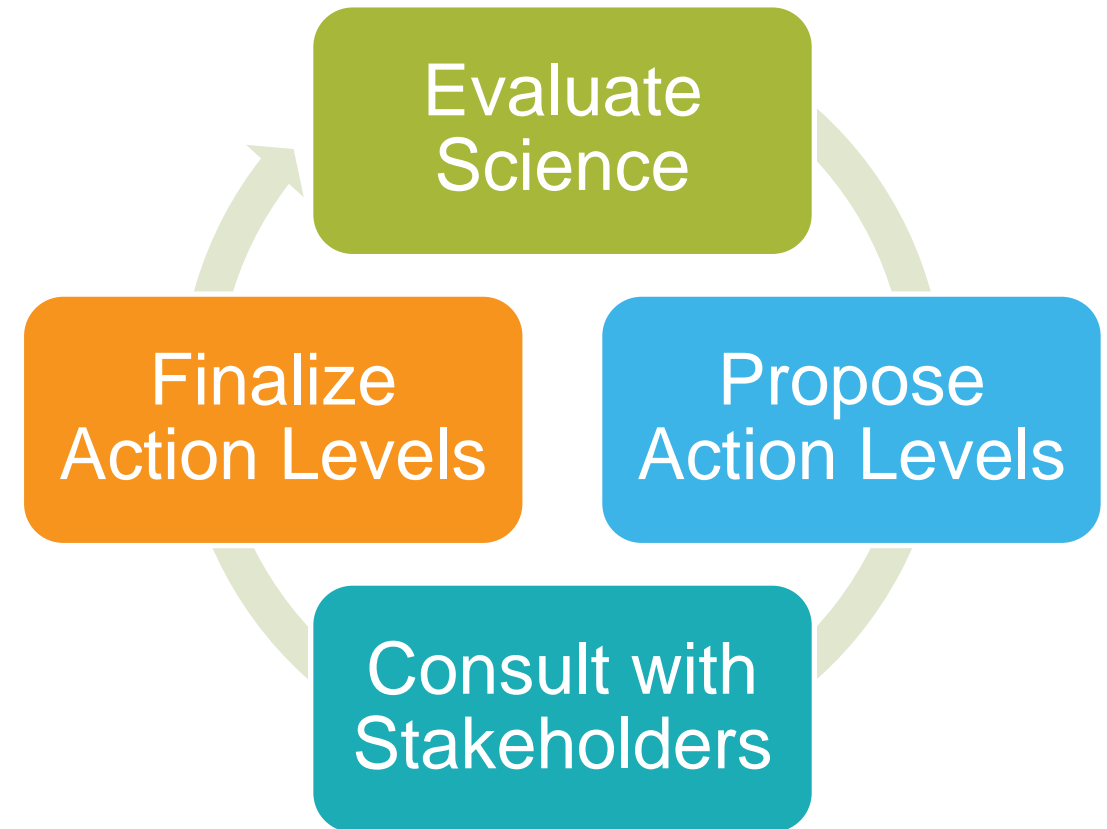 Evaluate
Science
Propose
Action Levels
Consult with
Stakeholders
Finalize
Action Levels